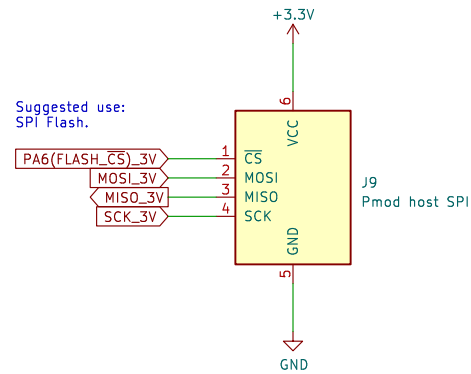 +3.3V
Suggested use:
SPI Flash.
6
VCC
PA6(FLASH_CS)_3V 1 CS
MOSI_3V 2 MOSI
MISO_3V 3 MISO
SCK_3V 4 SCK
J9
Pmod host SPI
GND
5
GND